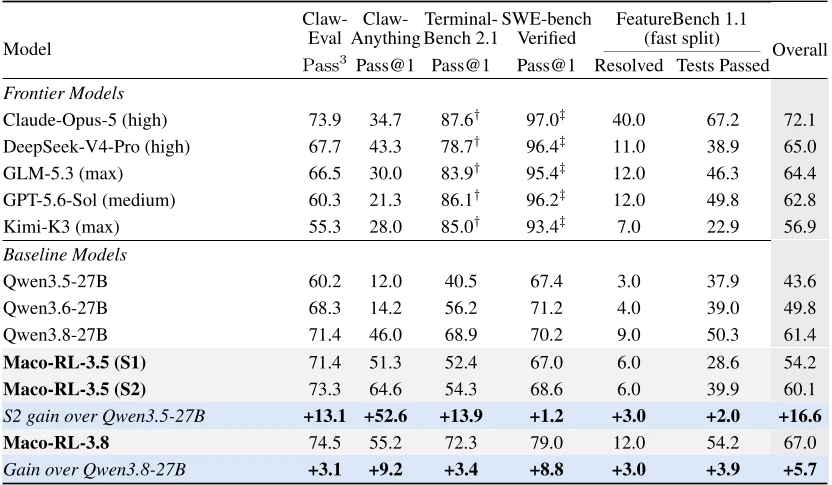 Model Claw-Eval Claw-Anything Terminal-Bench 2.1 SWE-bench Verified FeatureBench 1.1 (fast split) Overall
Pass³ Pass@1 Pass@1 Pass@1 Resolved Tests Passed
Frontier Models
Claude-Opus-5 (high) 73.9 34.7 87.6† 97.0‡ 40.0 67.2 72.1
DeepSeek-V4-Pro (high) 67.7 43.3 78.7† 96.4‡ 11.0 38.9 65.0
GLM-5.3 (max) 66.5 30.0 83.9† 95.4‡ 12.0 46.3 64.4
GPT-5.6-Sol (medium) 60.3 21.3 86.1† 96.2‡ 12.0 49.8 62.8
Kimi-K3 (max) 55.3 28.0 85.0† 93.4‡ 7.0 22.9 56.9
Baseline Models
Qwen3.5-27B 60.2 12.0 40.5 67.4 3.0 37.9 43.6
Qwen3.6-27B 68.3 14.2 56.2 71.2 4.0 39.0 49.8
Qwen3.8-27B 71.4 46.0 68.9 70.2 9.0 50.3 61.4
Maco-RL-3.5 (S1) 71.4 51.3 52.4 67.0 6.0 28.6 54.2
Maco-RL-3.5 (S2) 73.3 64.6 54.3 68.6 6.0 39.9 60.1
S2 gain over Qwen3.5-27B +13.1 +52.6 +13.9 +1.2 +3.0 +2.0 +16.6
Maco-RL-3.8 74.5 55.2 72.3 79.0 12.0 54.2 67.0
Gain over Qwen3.8-27B +3.1 +9.2 +3.4 +8.8 +3.0 +3.9 +5.7